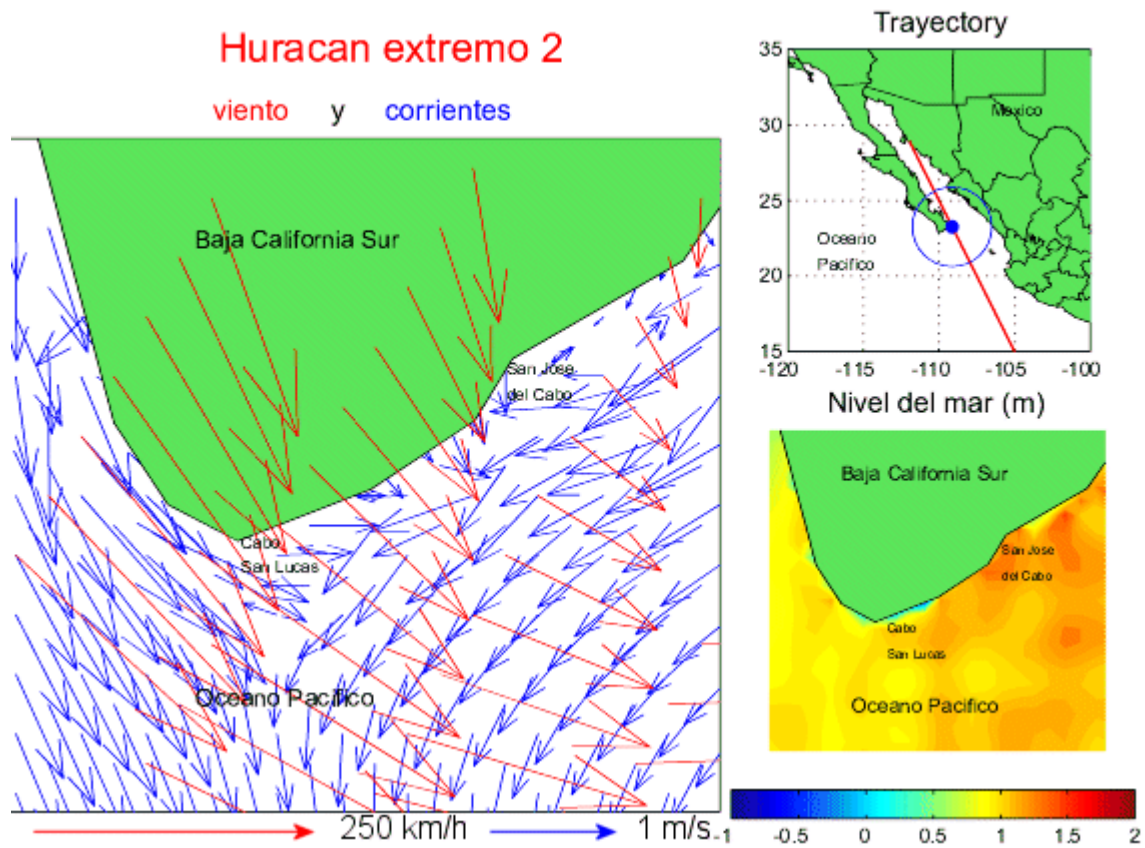 Huracan extremo 2
viento y corrientes
Baja California Sur
San Jose
del Cabo
Cabo
San Lucas
Oceano Pacifico
250 km/h
1 m/s
Trayectory
35
30
25
20
15
-120
-115
-110
-105
-100
Mexico
Oceano
Pacifico
Nivel del mar (m)
Baja California Sur
San Jose
del Cabo
Cabo
San Lucas
Oceano Pacifico
-1
-0.5
0
0.5
1
1.5
2